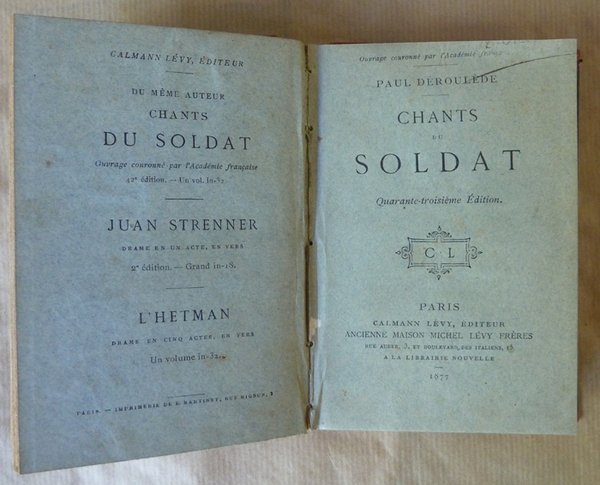 CALMANN LÉVY, ÉDITEUR
DU MÊME AUTEUR
CHANTS
DU SOLDAT
Ouvrage couronné par l'Académie française
42e édition. — Un vol. in-32
JUAN STRENNER
DRAME EN UN ACTE, EN VERS
2e édition. — Grand in-18.
L'HETMAN
DRAME EN CINQ ACTES, EN VERS
Un volume in-32.
PARIS. — IMPRIMERIE DE E. MARTINET, RUE MIGNON, 2
Ouvrage couronné par l'Académie
PAUL DEROULÈDE
CHANTS
DU
SOLDAT
Quarante-troisième Édition.
C L
PARIS
CALMANN LÉVY, ÉDITEUR
ANCIENNE MAISON MICHEL LÉVY FRÈRES
RUE AUBER, 3, ET BOULEVARD DES ITALIENS, 15
A LA LIBRAIRIE NOUVELLE
1877